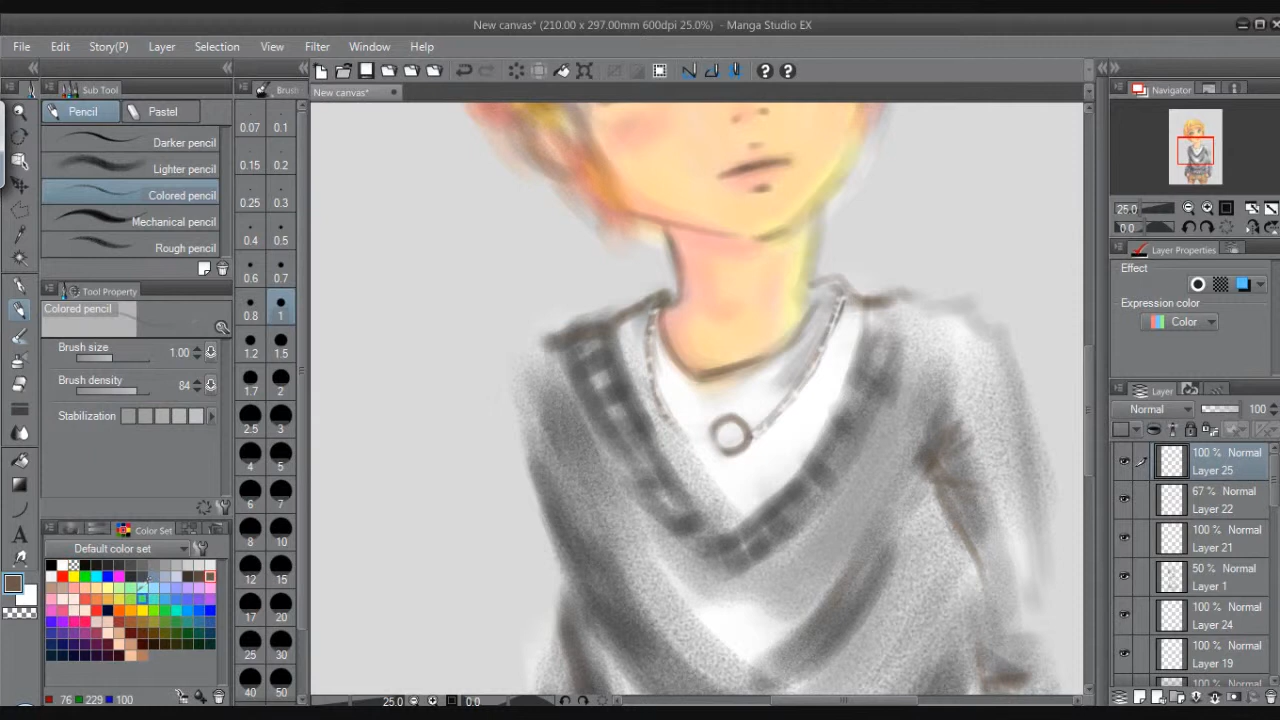 New canvas* (210.00 x 297.00mm 600dpi 25.0%) - Manga Studio EX
File Edit Story(P) Layer Selection View Filter Window Help
Sub Tool
Brush
New canvas*
Navigator
Pencil Pastel
0.07 0.1
Darker pencil
Lighter pencil
0.15 0.2
Colored pencil
0.25 0.3
25.0
Mechanical pencil
0.0
Rough pencil
0.4 0.5
Layer Properties
Effect
0.6 0.7
Tool Property
Expression color
Colored pencil
0.8 1
Color
Brush size 1.00
1.2 1.5
Brush density 84
1.7 2
Layer
Stabilization
2.5 3
Normal 100
4 5
100 % Normal
Layer 25
6 7
67 % Normal
Layer 22
8 10
Color Set
Default color set
100 % Normal
Layer 21
12 15
50 % Normal
Layer 1
17 20
100 % Normal
Layer 24
25 30
100 % Normal
Layer 19
40 50
76 229 100
25.0 0.0